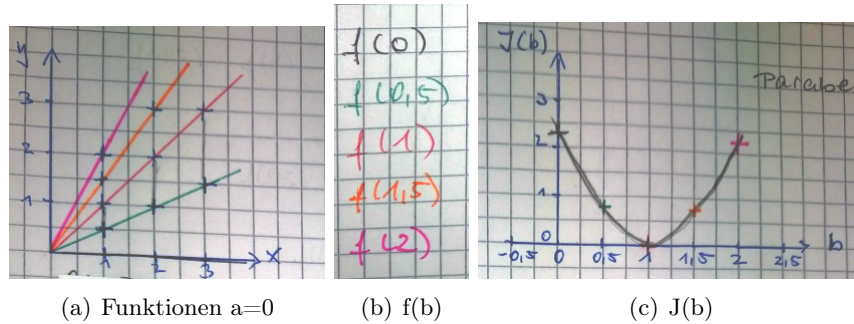 y
3
2
1
1 2 3 x
f(0)
f(0,5)
f(1)
f(1,5)
f(2)
J(b)
Parabe
3
2
1
0
-0,5 0 0,5 1 1,5 2 2,5 b
(a) Funktionen a=0
(b) f(b)
(c) J(b)